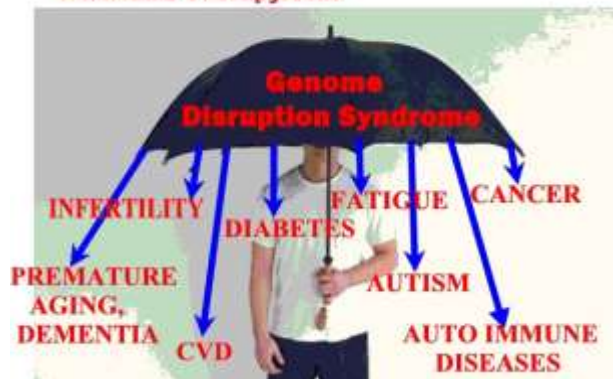 Genome
Disruption Syndrome
INFERTILITY
DIABETES
FATIGUE
CANCER
PREMATURE
AGING,
DEMENTIA
CVD
AUTISM
AUTO IMMUNE
DISEASES